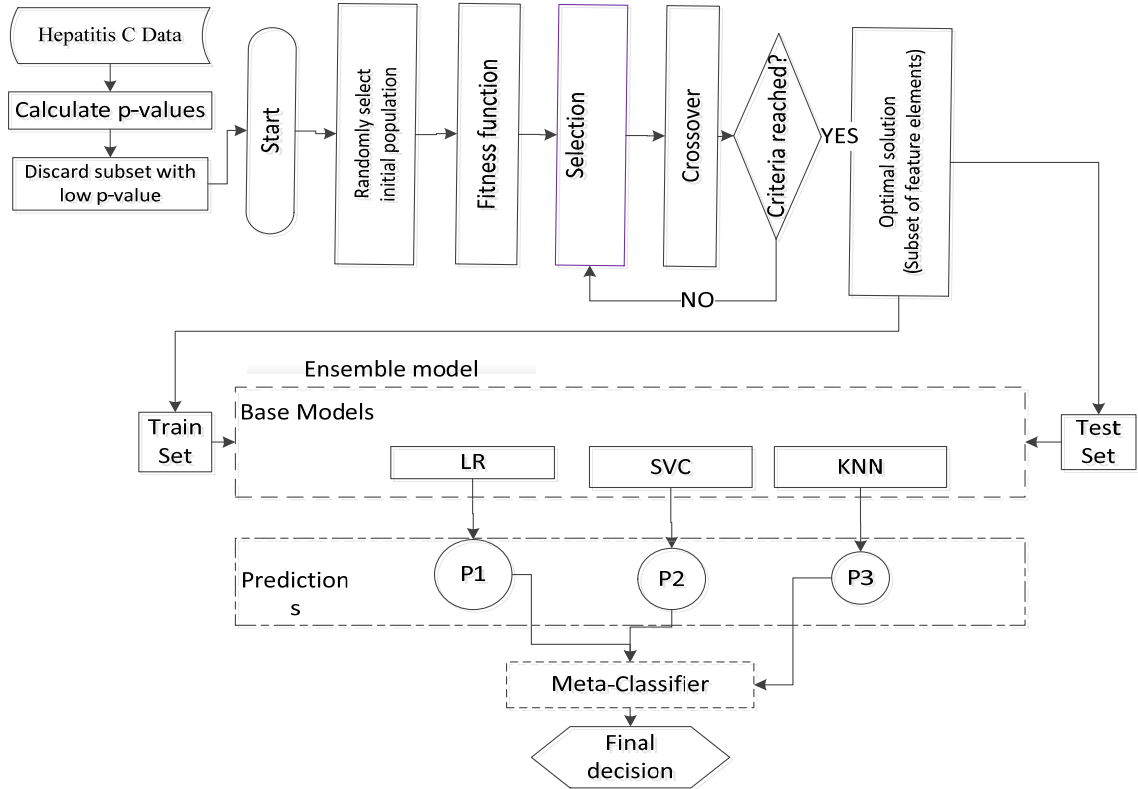 Hepatitis C Data
Calculate p-values
Discard subset with
low p-value
Start
Randomly select
initial population
Fitness function
Selection
Crossover
Criteria reached?
YES
NO
Optimal solution
(Subset of feature elements)
Ensemble model
Base Models
Train
Set
Test
Set
LR
SVC
KNN
Prediction
s
P1
P2
P3
Meta-Classifier
Final
decision